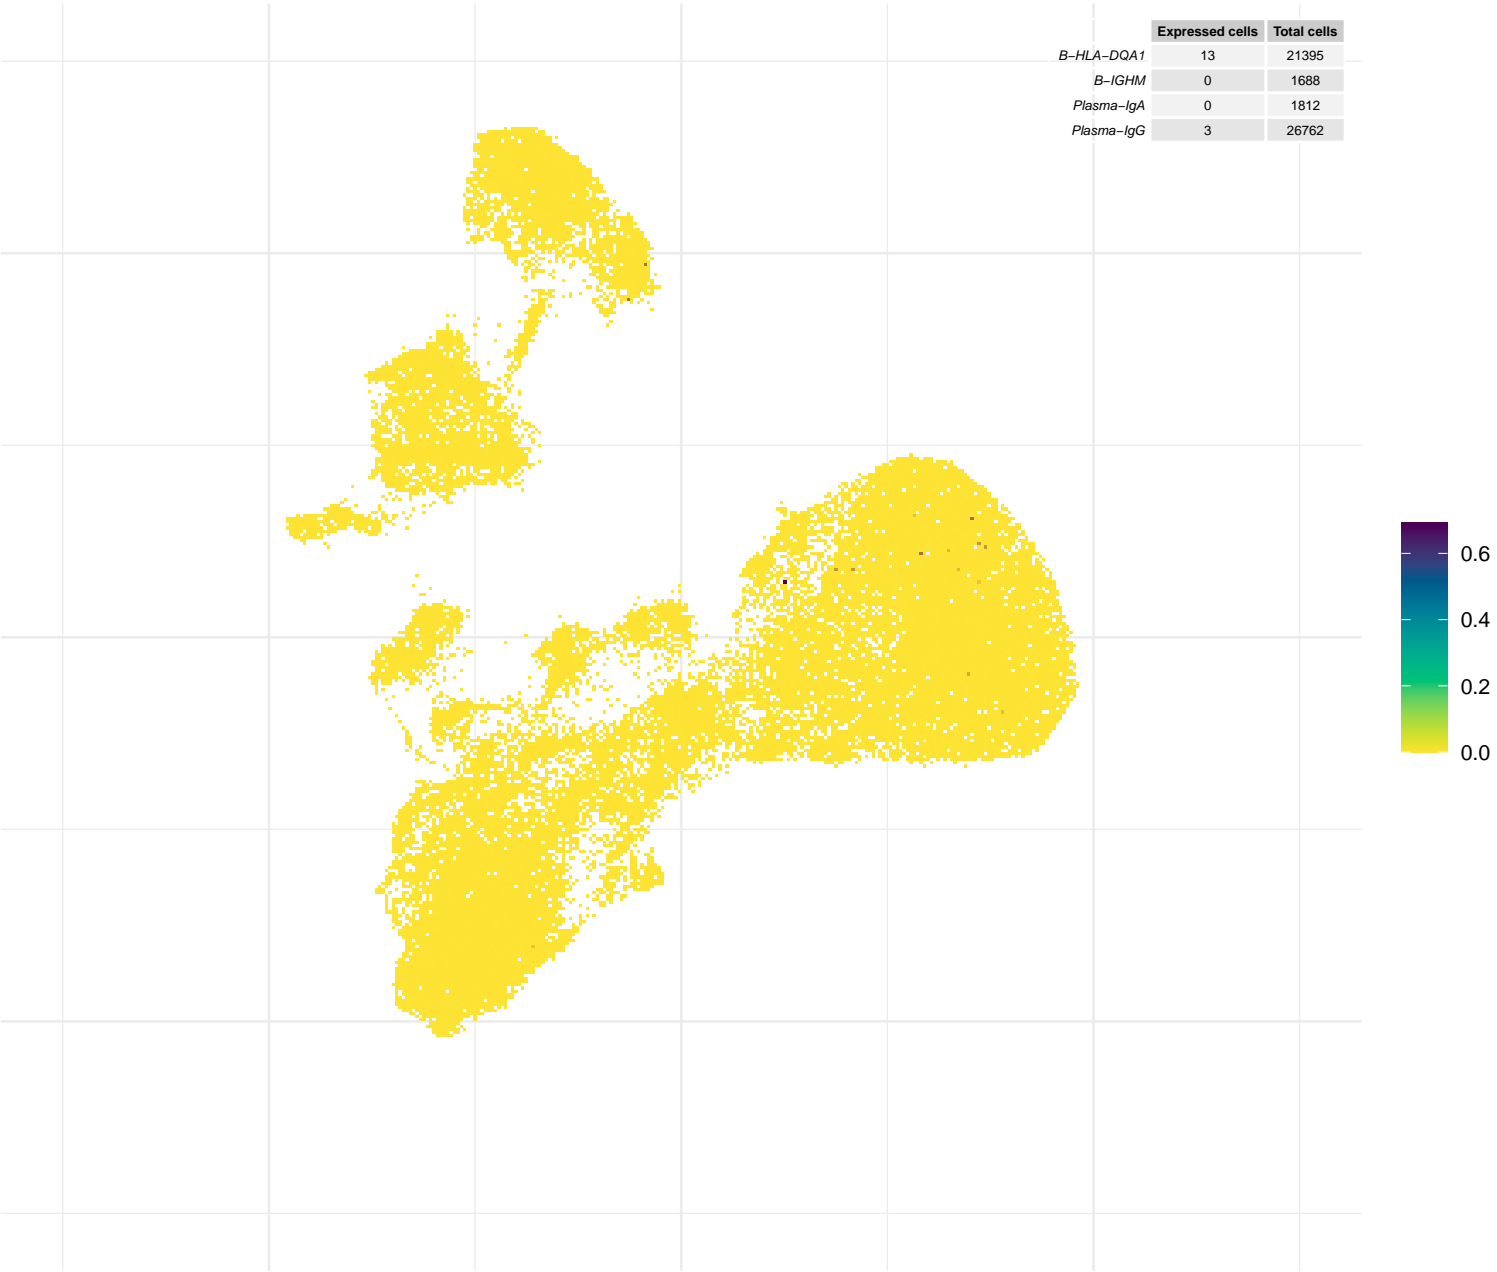 Expressed cells Total cells
B−HLA−DQA1 13 21395
B−IGHM 0 1688
Plasma−IgA 0 1812
Plasma−IgG 3 26762
0.6
0.4
0.2
0.0